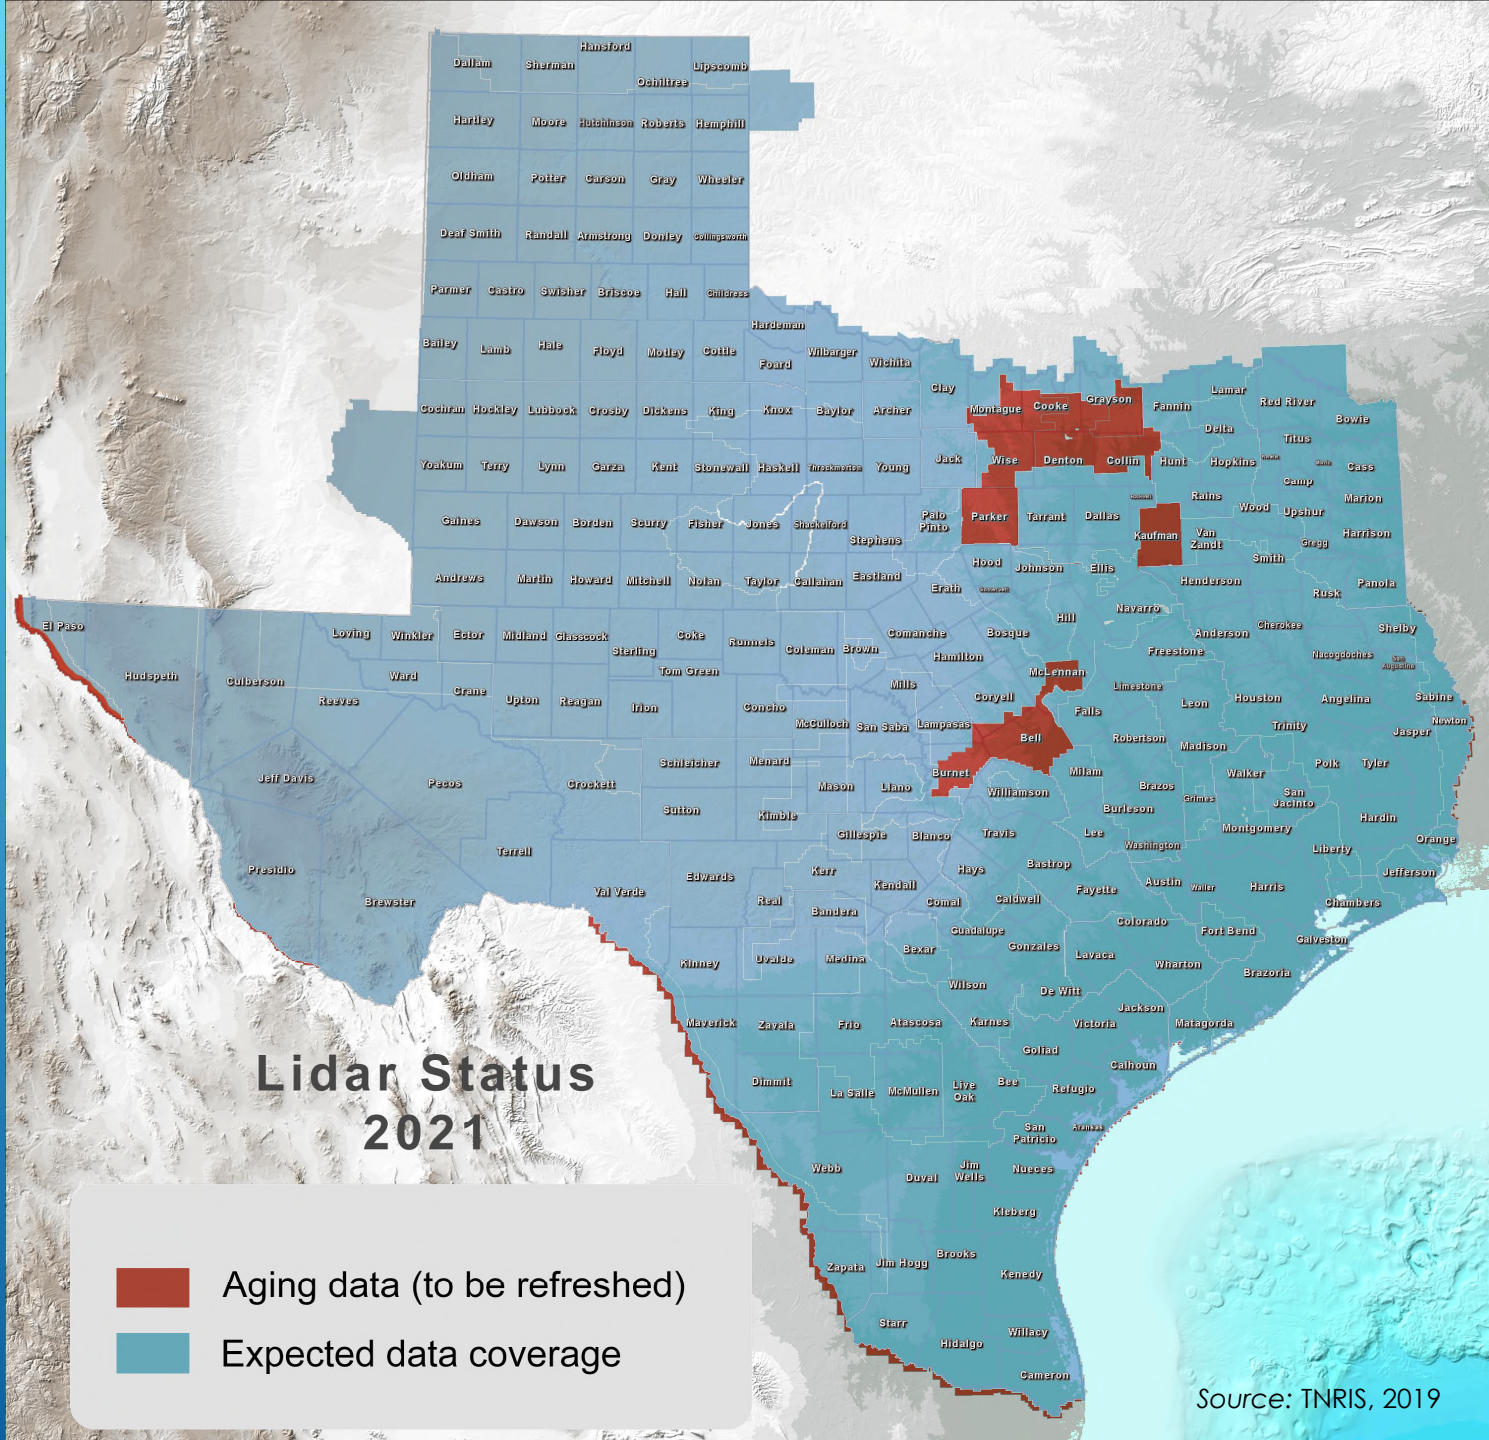 Hansford
Dallam
Sherman
Lipscomb
Ochiltree
Hartley
Moore
Hutchinson
Roberts
Hemphill
Oldham
Potter
Carson
Gray
Wheeler
Deaf Smith
Randall
Armstrong
Donley
Collingsworth
Parmer
Castro
Swisher
Briscoe
Hall
Childress
Hardeman
Bailey
Lamb
Hale
Floyd
Motley
Cottle
Foard
Wilbarger
Wichita
Clay
Cochran
Hockley
Lubbock
Crosby
Dickens
King
Knox
Baylor
Archer
Montague
Cooke
Grayson
Fannin
Lamar
Red River
Bowie
Delta
Titus
Yoakum
Terry
Lynn
Garza
Kent
Stonewall
Haskell
Throckmorton
Young
Jack
Wise
Denton
Collin
Hunt
Hopkins
Cass
Camp
Marion
Gaines
Dawson
Borden
Scurry
Fisher
Jones
Shackelford
Stephens
Palo
Pinto
Parker
Tarrant
Dallas
Kaufman
Rains
Wood
Upshur
Van
Zandt
Gregg
Harrison
Smith
Andrews
Martin
Howard
Mitchell
Nolan
Taylor
Callahan
Eastland
Erath
Hood
Johnson
Ellis
Henderson
Rusk
Panola
El Paso
Loving
Winkler
Ector
Midland
Glasscock
Sterling
Coke
Runnels
Coleman
Brown
Comanche
Hamilton
Bosque
Hill
Navarro
Anderson
Cherokee
Shelby
Freestone
Nacogdoches
San
Augustine
Hudspeth
Culberson
Reeves
Ward
Crane
Upton
Reagan
Irion
Tom Green
Concho
McCulloch
San Saba
Mills
Lampasas
Coryell
McLennan
Falls
Limestone
Leon
Houston
Angelina
Sabine
Newton
Jasper
Trinity
Robertson
Madison
Bell
Burnet
Milam
Williamson
Jeff Davis
Pecos
Crockett
Schleicher
Menard
Mason
Llano
Sutton
Kimble
Gillespie
Blanco
Travis
Lee
Burleson
Brazos
Grimes
Walker
San
Jacinto
Polk
Tyler
Hardin
Orange
Montgomery
Liberty
Washington
Terrell
Presidio
Brewster
Val Verde
Edwards
Real
Kerr
Kendall
Bandera
Hays
Comal
Caldwell
Bastrop
Fayette
Austin
Waller
Harris
Chambers
Jefferson
Guadalupe
Gonzales
Colorado
Fort Bend
Galveston
Kinney
Uvalde
Medina
Bexar
Lavaca
Wharton
Brazoria
Wilson
De Witt
Jackson
Maverick
Zavala
Frio
Atascosa
Karnes
Victoria
Matagorda
Goliad
Calhoun
Dimmit
La Salle
McMullen
Live
Oak
Bee
Refugio
San
Patricio
Aransas
Webb
Duval
Jim
Wells
Nueces
Kleberg
Zapata
Jim Hogg
Brooks
Kenedy
Starr
Hidalgo
Willacy
Cameron
Lidar Status
2021
Aging data (to be refreshed)
Expected data coverage
Source: TNRIS, 2019